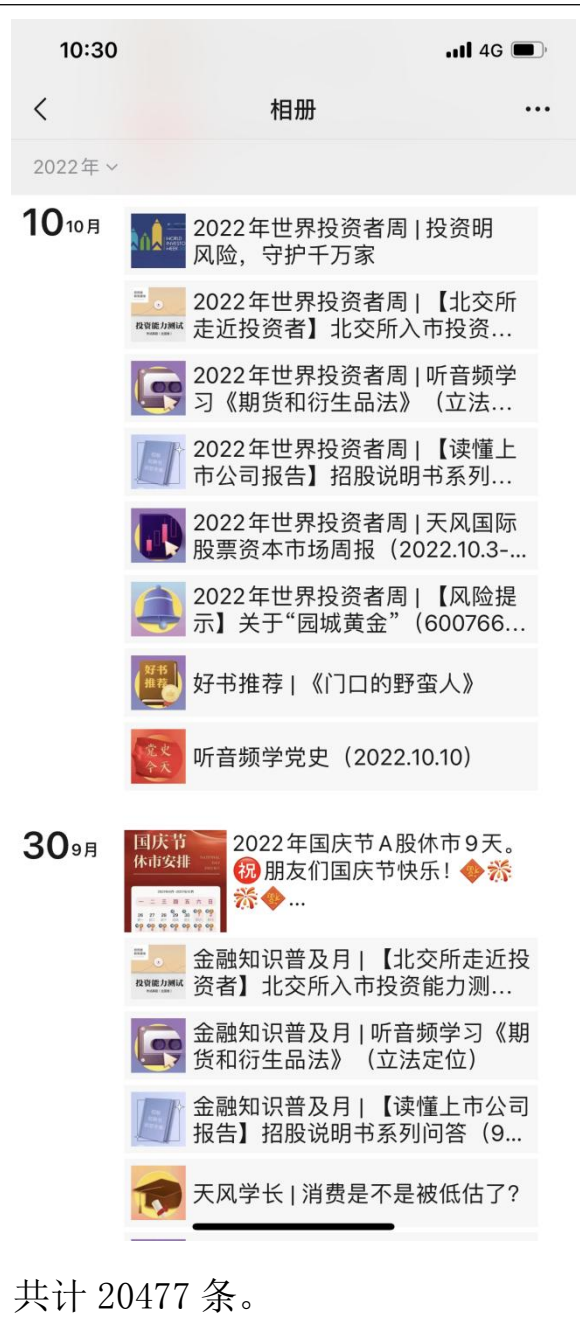 10:30
4G
相册
2022年
10 10月
2022年世界投资者周 | 投资明
风险，守护千万家
投资能力测试
2022年世界投资者周 | 【北交所
走近投资者】北交所入市投资...
2022年世界投资者周 | 听音频学
习《期货和衍生品法》（立法...
2022年世界投资者周 | 【读懂上
市公司报告】招股说明书系列...
2022年世界投资者周 | 天风国际
股票资本市场周报（2022.10.3-...
2022年世界投资者周 | 【风险提
示】关于“园城黄金”（600766...
好书
推荐
好书推荐 | 《门口的野蛮人》
党史
今天
听音频学党史（2022.10.10）
30 9月
国庆节
休市安排
一 二 三 四 五 六 日
2022年国庆节A股休市9天。
祝 朋友们国庆节快乐！
...
投资能力测试
金融知识普及月 | 【北交所走近投
资者】北交所入市投资能力测...
金融知识普及月 | 听音频学习《期
货和衍生品法》（立法定位）
金融知识普及月 | 【读懂上市公司
报告】招股说明书系列问答（9...
天风学长 | 消费是不是被低估了？
共计 20477 条。